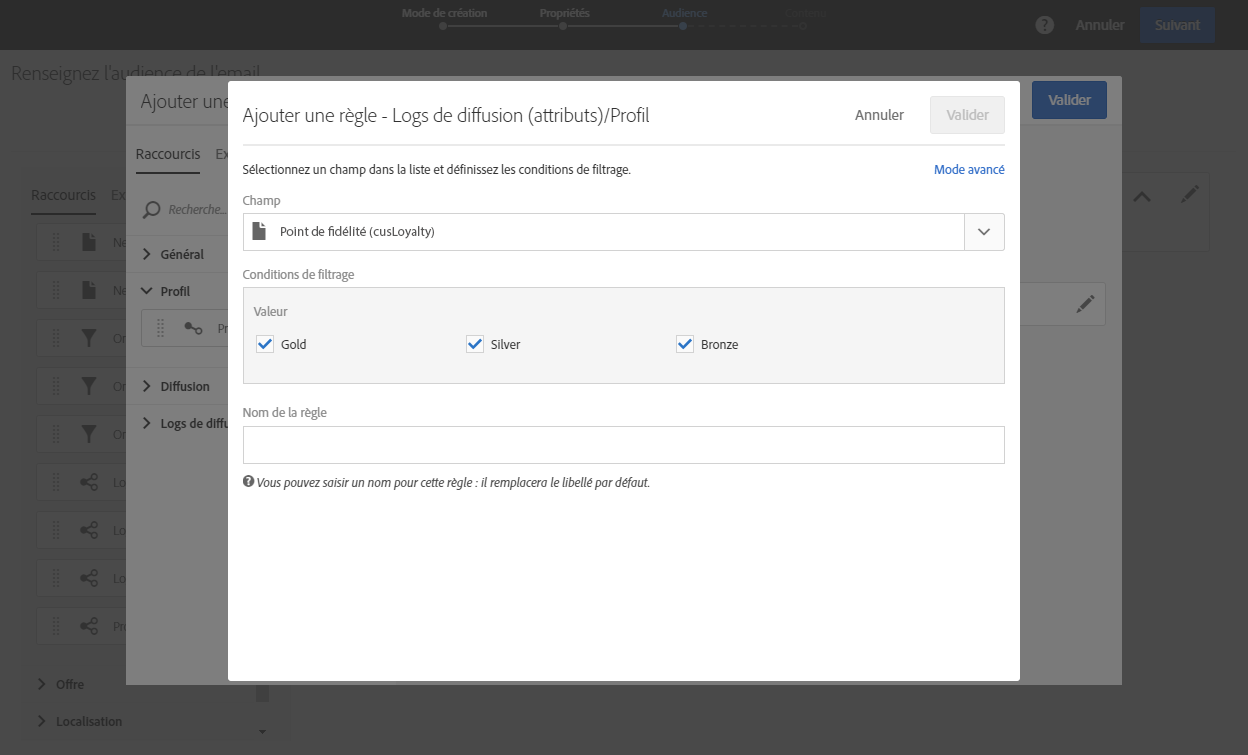 Mode de création
Propriétés
Audience
Contenu
Annuler
Suivant
Renseignez l'audience de l'email
Ajouter une
Valider
Ajouter une règle - Logs de diffusion (attributs)/Profil
Annuler
Valider
Raccourcis
Ex
Sélectionnez un champ dans la liste et définissez les conditions de filtrage.
Mode avancé
Raccourcis
Ex
Recherche...
Champ
Point de fidélité (cusLoyalty)
Ne
Général
Conditions de filtrage
Ne
Profil
Valeur
Pr
Gold
Silver
Bronze
Or
Or
Diffusion
Nom de la règle
Logs de diffu
Or
Lo
Vous pouvez saisir un nom pour cette règle : il remplacera le libellé par défaut.
Lo
Lo
Pr
Offre
Localisation